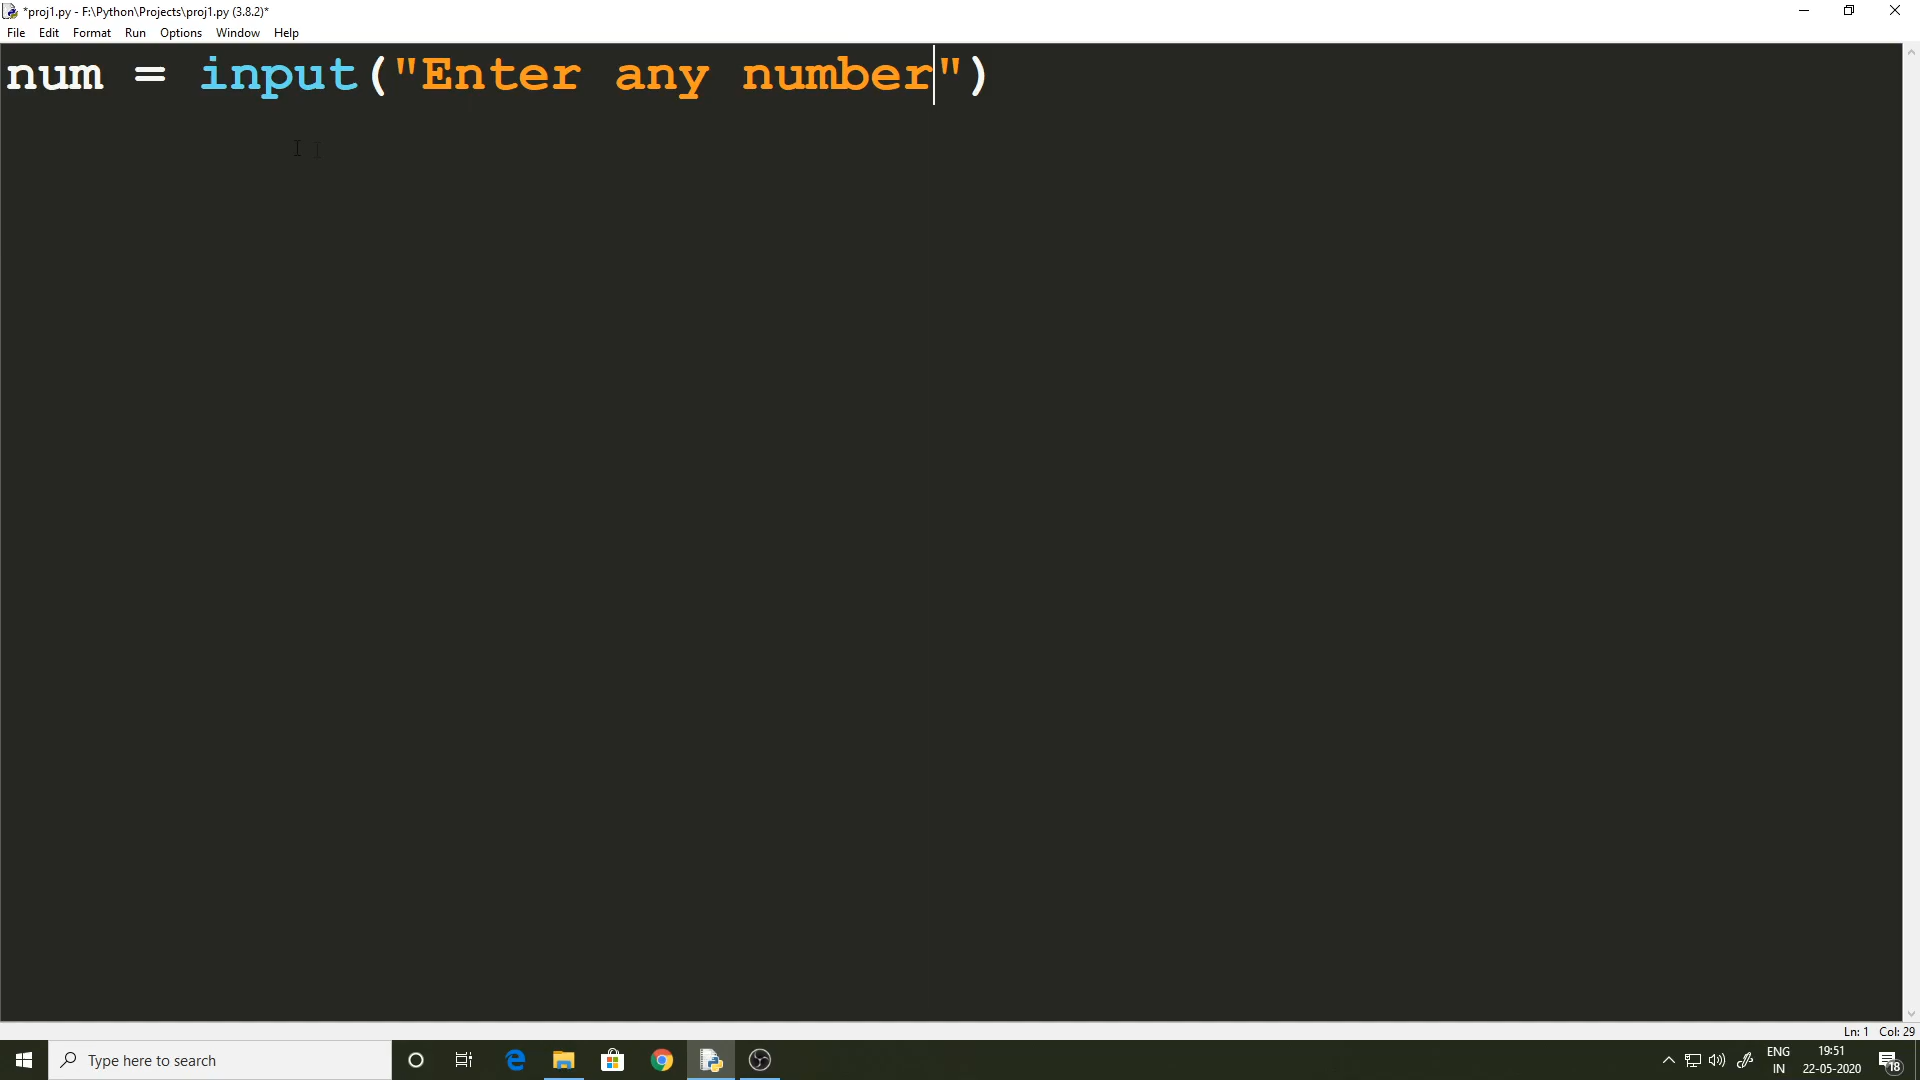 *proj1.py - F:\Python\Projects\proj1.py (3.8.2)*
File Edit Format Run Options Window Help
num = input("Enter any number")
Ln: 1 Col: 29
Type here to search
ENG
IN
19:51
22-05-2020
18